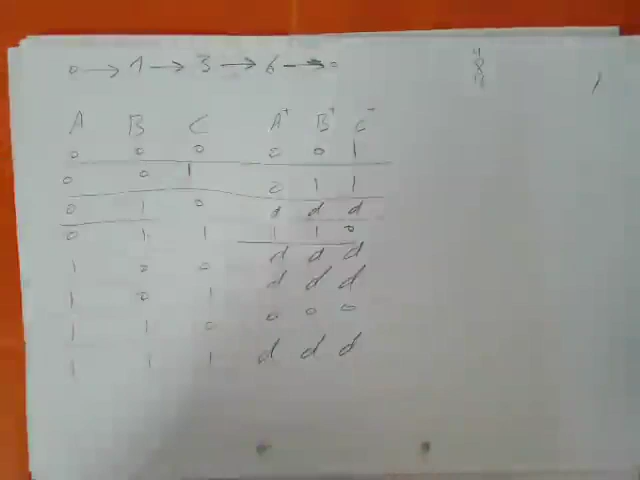 0 → 1 → 3 → 6 → 0
A B C A⁺ B⁺ C⁺
0 0 0 0 0 1
0 0 1 0 1 1
0 1 0 d d d
0 1 1 1 1 0
1 0 0 d d d
1 0 1 d d d
1 1 0 0 0 0
1 1 1 d d d